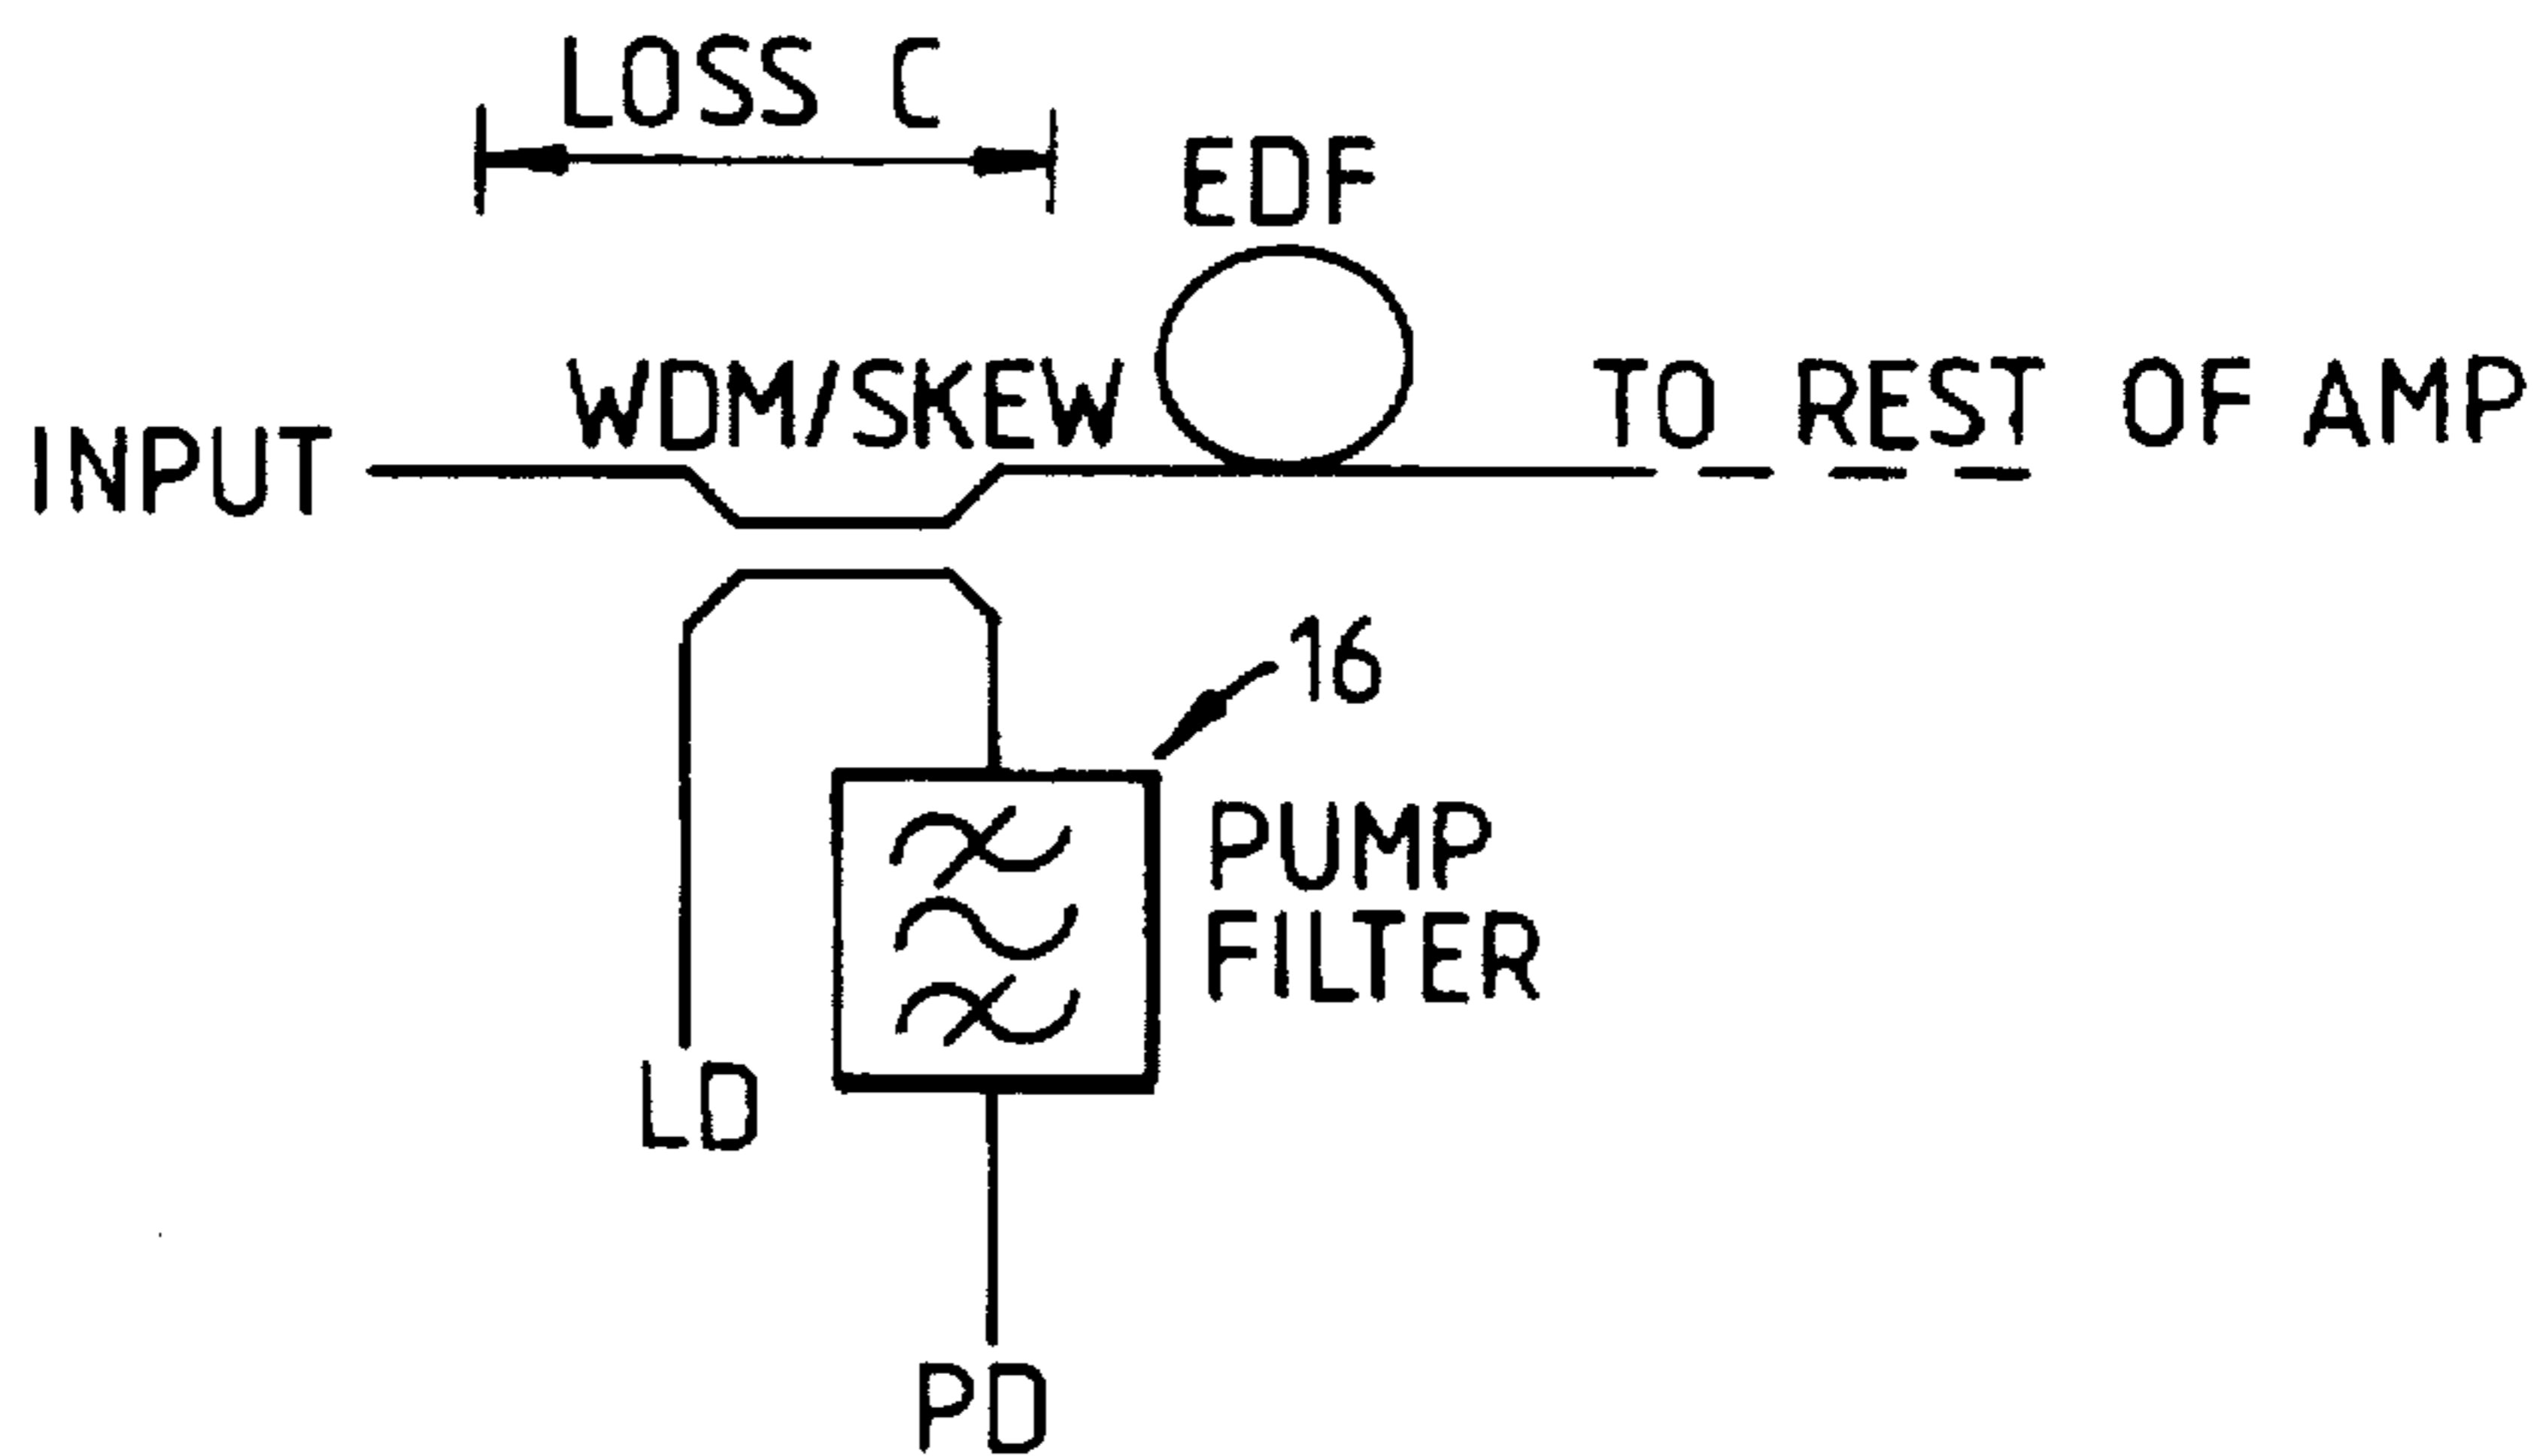 LOSS C
EDF
WDM/SKEW
TO REST OF AMP
INPUT
16
PUMP
FILTER
LD
PD